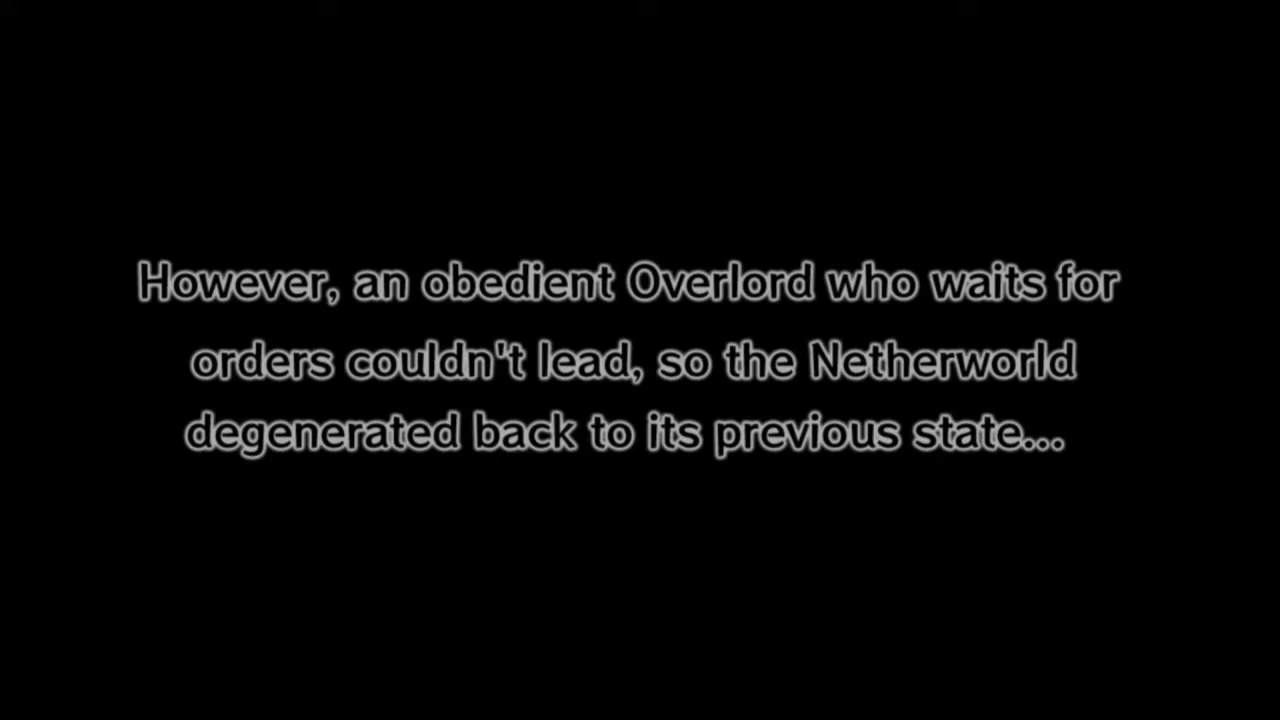 However, an obedient Overlord who waits for
orders couldn't lead, so the Netherworld
degenerated back to its previous state...